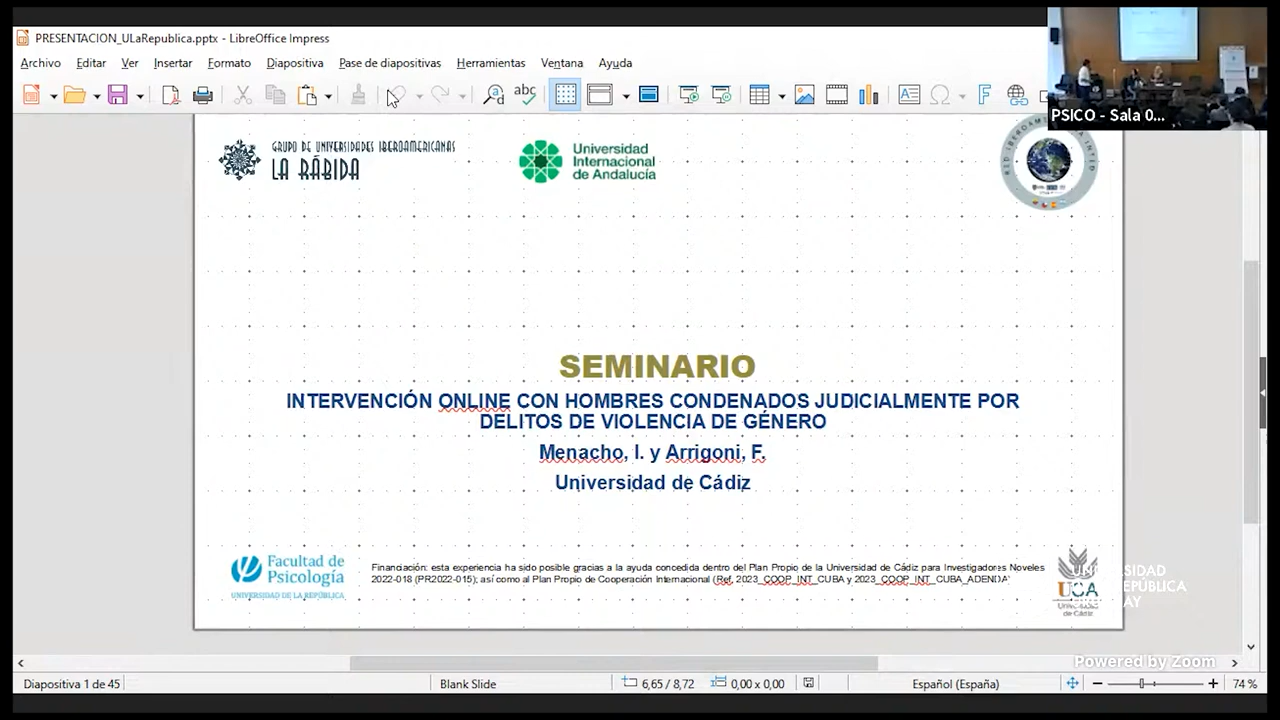 PRESENTACION_ULaRepublica.pptx - LibreOffice Impress
Archivo Editar Ver Insertar Formato Diapositiva Pase de diapositivas Herramientas Ventana Ayuda
PSICO - Sala 0...
GRUPO DE UNIVERSIDADES IBEROAMERICANAS
LA RÁBIDA
Universidad
Internacional
de Andalucía
SEMINARIO
INTERVENCIÓN ONLINE CON HOMBRES CONDENADOS JUDICIALMENTE POR
DELITOS DE VIOLENCIA DE GÉNERO
Menacho, I. y Arrigoni, F.
Universidad de Cádiz
Facultad de
Psicología
UNIVERSIDAD DE LA REPÚBLICA
Financiación: esta experiencia ha sido posible gracias a la ayuda concedida dentro del Plan Propio de la Universidad de Cádiz para Investigadores Noveles
2022-018 (PR2022-015); así como al Plan Propio de Cooperación Internacional (Ref. 2023_COOP_INT_CUBA y 2023_COOP_INT_CUBA_ADENDA)
UCA
Universidad
de Cádiz
Powered by Zoom
Diapositiva 1 de 45 Blank Slide 6,65 / 8,72 0,00 x 0,00 Español (España) 74 %